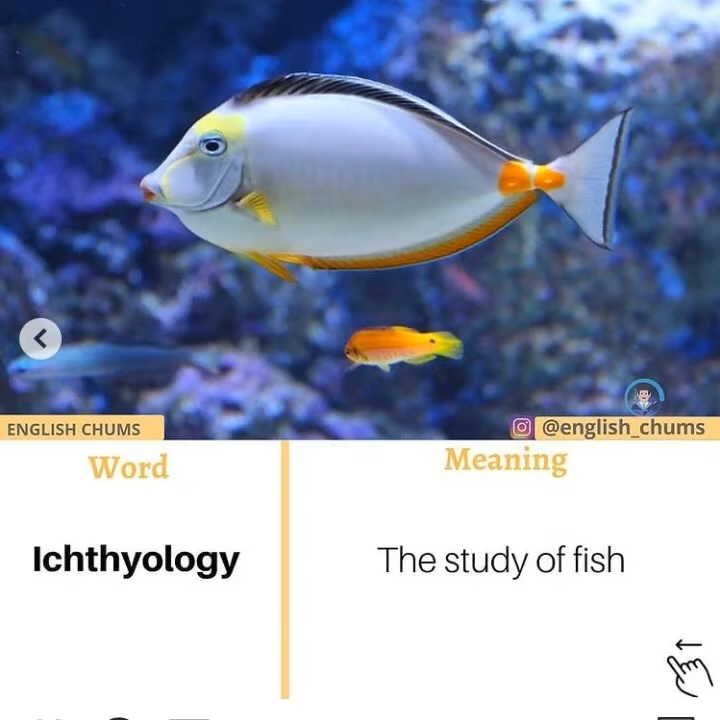 ENGLISH CHUMS
@english_chums
Word
Meaning
Ichthyology
The study of fish